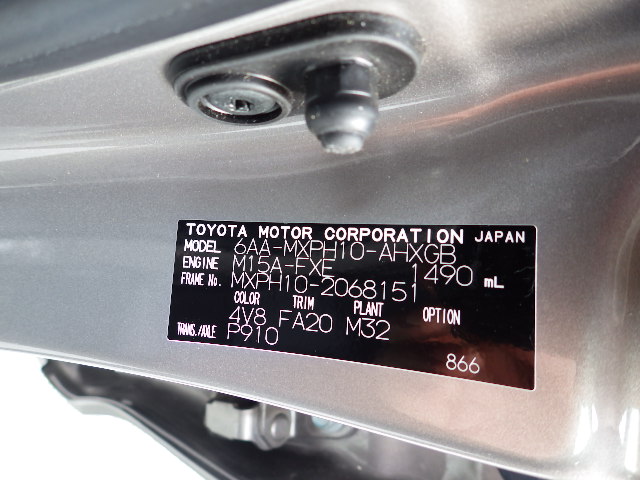 TOYOTA MOTOR CORPORATION JAPAN
MODEL 6AA-MXPH10-AHXGB
ENGINE M15A-FXE 1490 mL
FRAME No. MXPH10-2068151
COLOR TRIM PLANT OPTION
4V8 FA20 M32
TRANS./AXLE P910
866